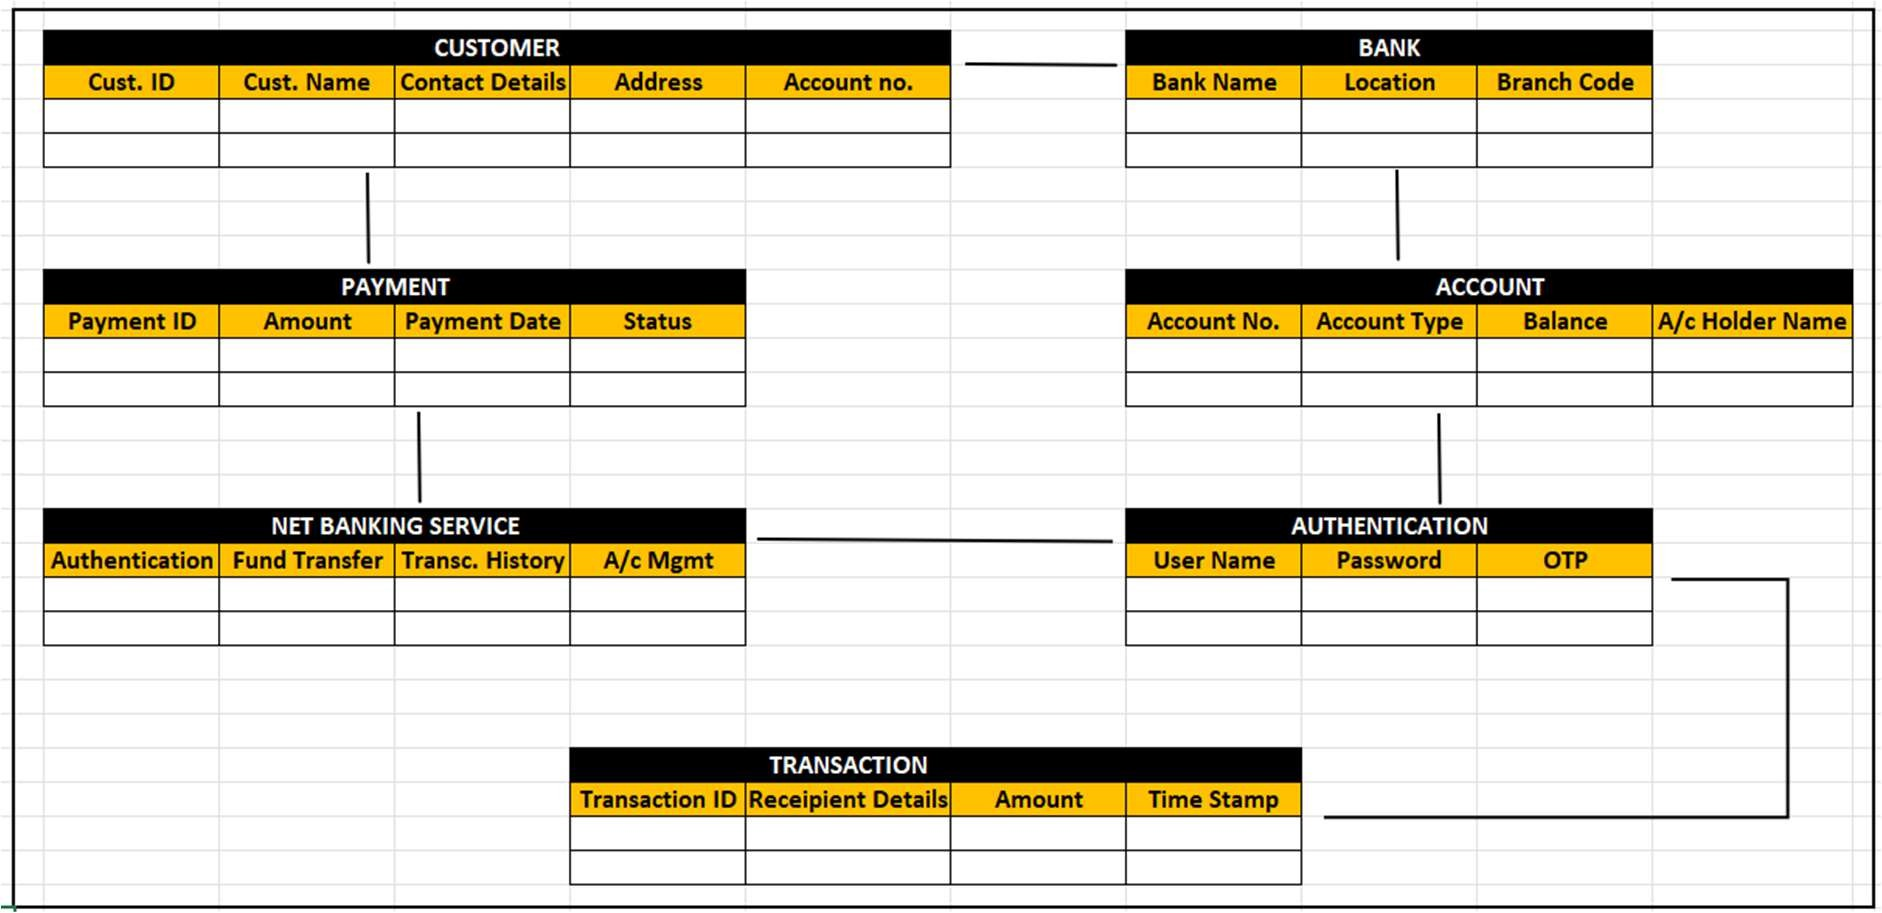 CUSTOMER
Cust. ID Cust. Name Contact Details Address Account no.
BANK
Bank Name Location Branch Code
PAYMENT
Payment ID Amount Payment Date Status
ACCOUNT
Account No. Account Type Balance A/c Holder Name
NET BANKING SERVICE
Authentication Fund Transfer Transc. History A/c Mgmt
AUTHENTICATION
User Name Password OTP
TRANSACTION
Transaction ID Receipient Details Amount Time Stamp